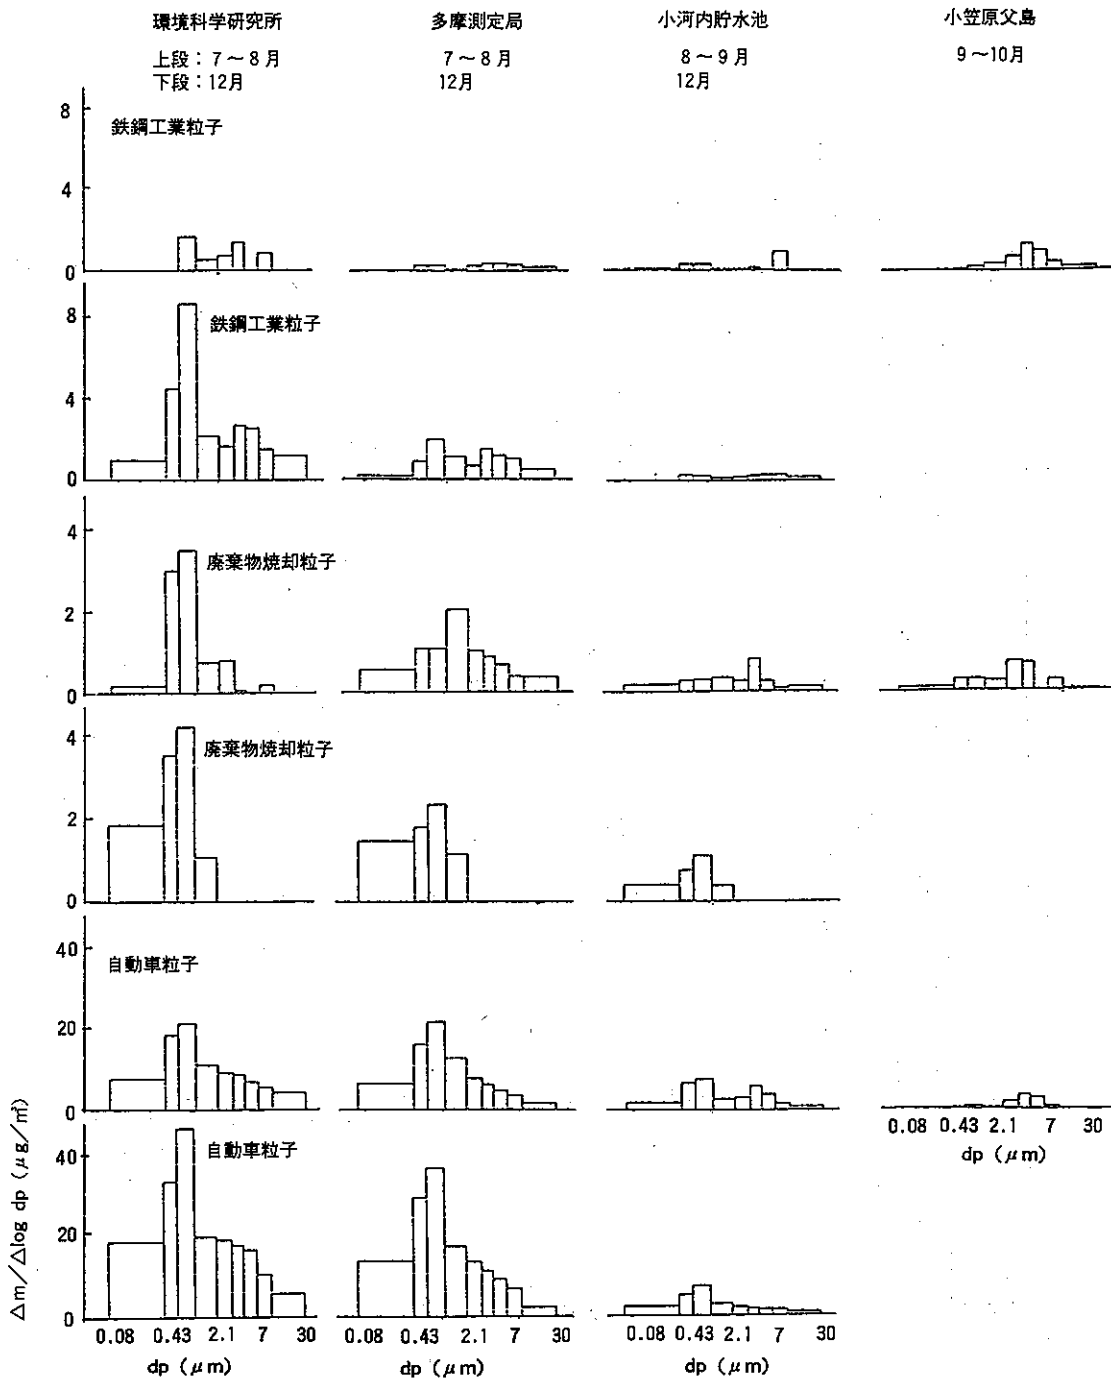 環境科学研究所 多摩測定局 小河内貯水池 小笠原父島
上段：7～8月 7～8月 8～9月 9～10月
下段：12月 12月 12月
8
鉄鋼工業粒子
4
0
8
鉄鋼工業粒子
4
0
4
廃棄物焼却粒子
2
0
4
廃棄物焼却粒子
2
0
40
自動車粒子
20
0
0.08 0.43 2.1 7 30
dp (μm)
40
自動車粒子
20
0
△m/△log dp (μg/㎥)
0.08 0.43 2.1 7 30 0.08 0.43 2.1 7 30 0.08 0.43 2.1 7 30
dp (μm) dp (μm) dp (μm)